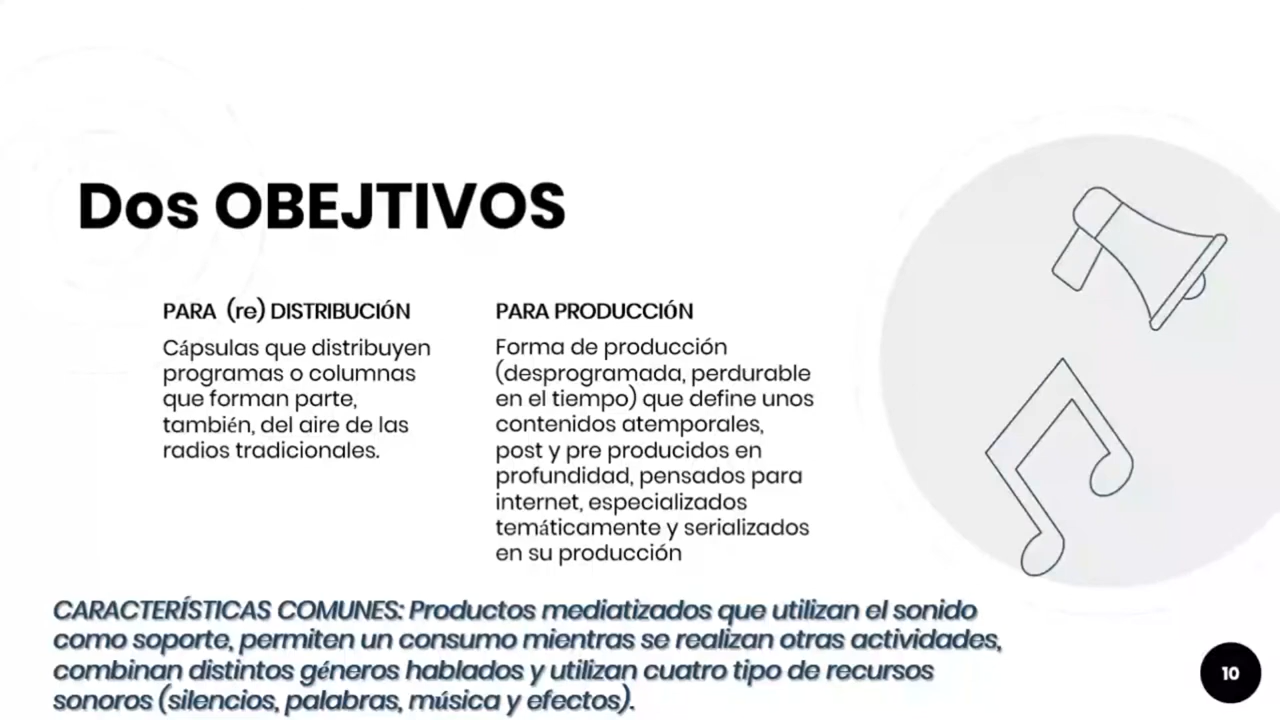 Dos OBEJTIVOS
PARA (re) DISTRIBUCIÓN
Cápsulas que distribuyen
programas o columnas
que forman parte,
también, del aire de las
radios tradicionales.
PARA PRODUCCIÓN
Forma de producción
(desprogramada, perdurable
en el tiempo) que define unos
contenidos atemporales,
post y pre producidos en
profundidad, pensados para
internet, especializados
temáticamente y serializados
en su producción
CARACTERÍSTICAS COMUNES: Productos mediatizados que utilizan el sonido
como soporte, permiten un consumo mientras se realizan otras actividades,
combinan distintos géneros hablados y utilizan cuatro tipo de recursos
sonoros (silencios, palabras, música y efectos).
10